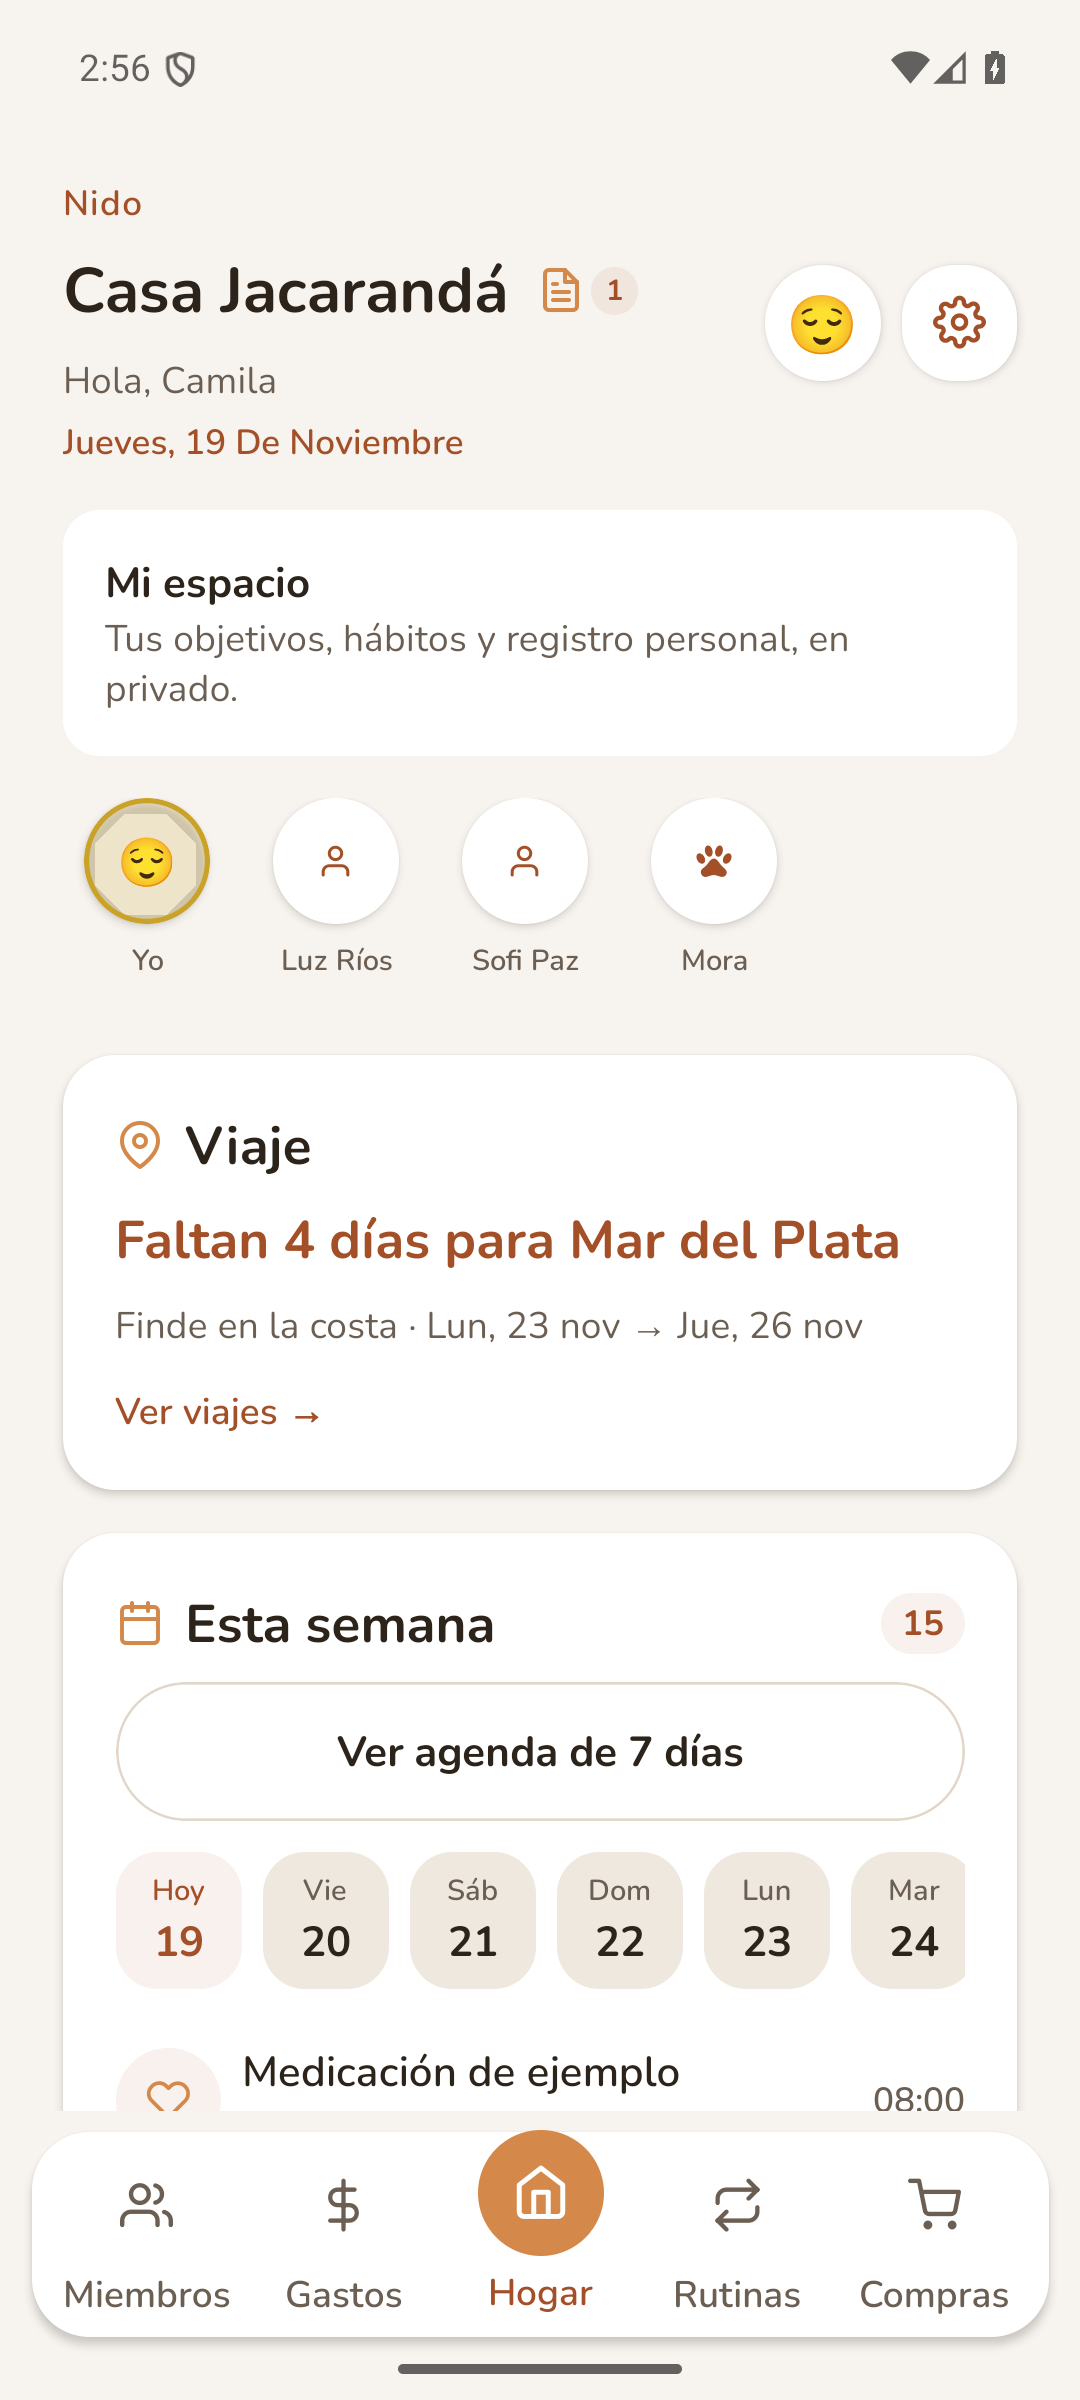 2:56
Nido
Casa Jacarandá 1
Hola, Camila
Jueves, 19 De Noviembre
Mi espacio
Tus objetivos, hábitos y registro personal, en
privado.
Yo Luz Ríos Sofi Paz Mora
Viaje
Faltan 4 días para Mar del Plata
Finde en la costa · Lun, 23 nov → Jue, 26 nov
Ver viajes →
Esta semana 15
Ver agenda de 7 días
Hoy Vie Sáb Dom Lun Mar
19 20 21 22 23 24
Medicación de ejemplo
08:00
Miembros Gastos Hogar Rutinas Compras